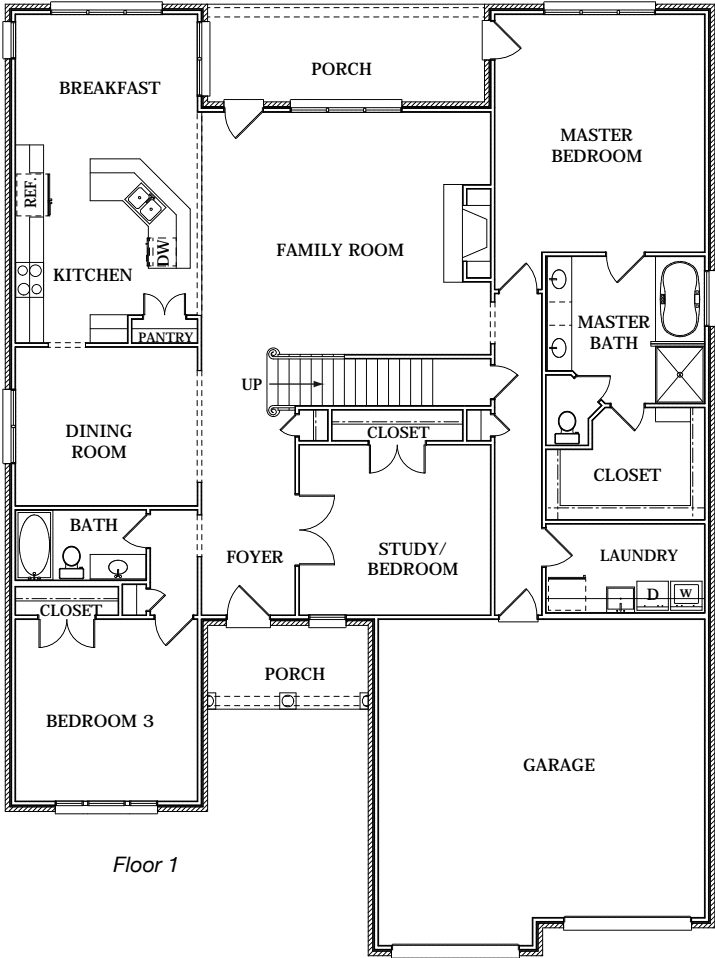 PORCH
BREAKFAST
MASTER
BEDROOM
REF.
DW
FAMILY ROOM
KITCHEN
PANTRY
MASTER
BATH
UP
DINING
ROOM
CLOSET
CLOSET
BATH
FOYER
STUDY/
BEDROOM
LAUNDRY
D
W
CLOSET
PORCH
BEDROOM 3
GARAGE
Floor 1